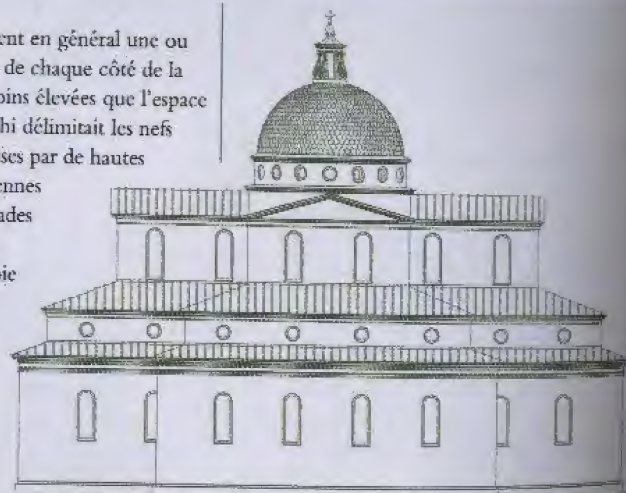 ent en général une ou
de chaque côté de la
oins élevées que l'espace
hi délimitait les nefs
ses par de hautes
ennes
ades
ie